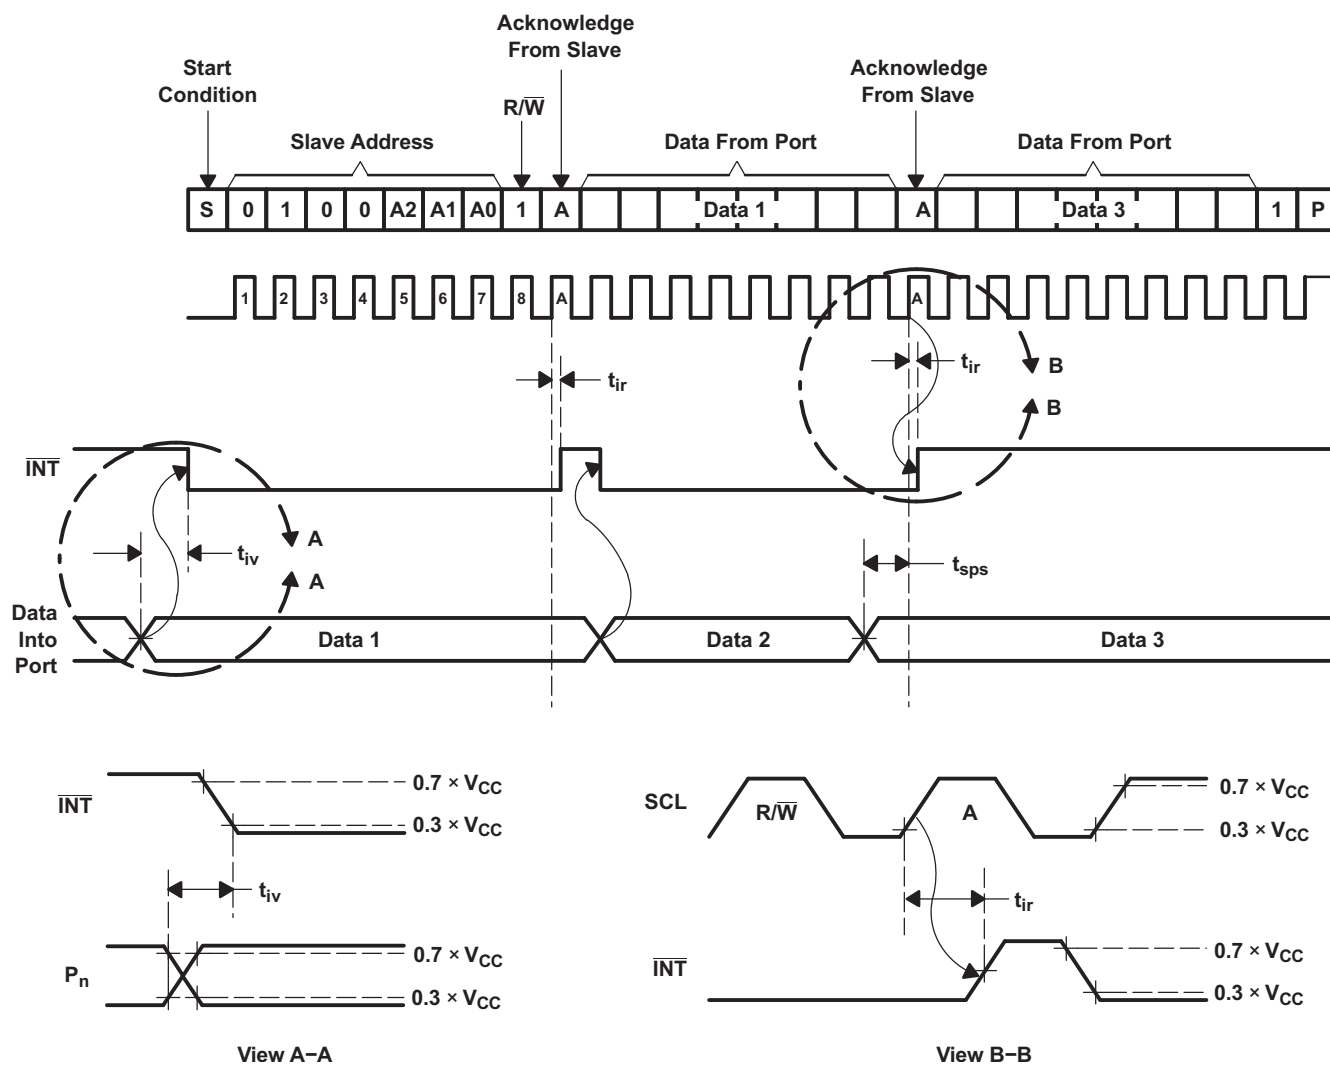 Acknowledge
From Slave
Start
Condition
Acknowledge
From Slave
R/W̅
Slave Address
Data From Port
Data From Port
S 0 1 0 0 A2 A1 A0 1 A Data 1 A Data 3 1 P
1 2 3 4 5 6 7 8 A A
t_ir
t_ir
B
B
I̅N̅T̅
A
t_iv
A
t_sps
Data
Into
Port
Data 1
Data 2
Data 3
I̅N̅T̅
0.7 × V_CC
0.3 × V_CC
t_iv
P_n
0.7 × V_CC
0.3 × V_CC
View A–A
SCL
R/W̅
A
0.7 × V_CC
0.3 × V_CC
t_ir
I̅N̅T̅
0.7 × V_CC
0.3 × V_CC
View B–B